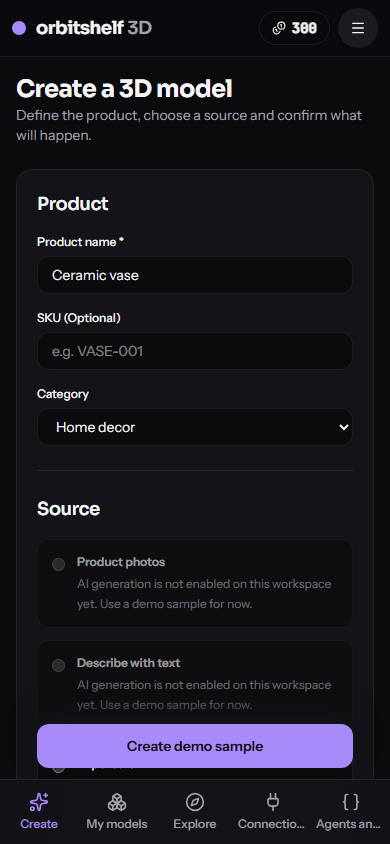 orbitshelf 3D
300
Create a 3D model
Define the product, choose a source and confirm what
will happen.
Product
Product name *
Ceramic vase
SKU (Optional)
e.g. VASE-001
Category
Home decor
Source
Product photos
AI generation is not enabled on this workspace
yet. Use a demo sample for now.
Describe with text
AI generation is not enabled on this workspace
yet. Use a demo sample for now.
Create demo sample
Create
My models
Explore
Connectio...
Agents an...